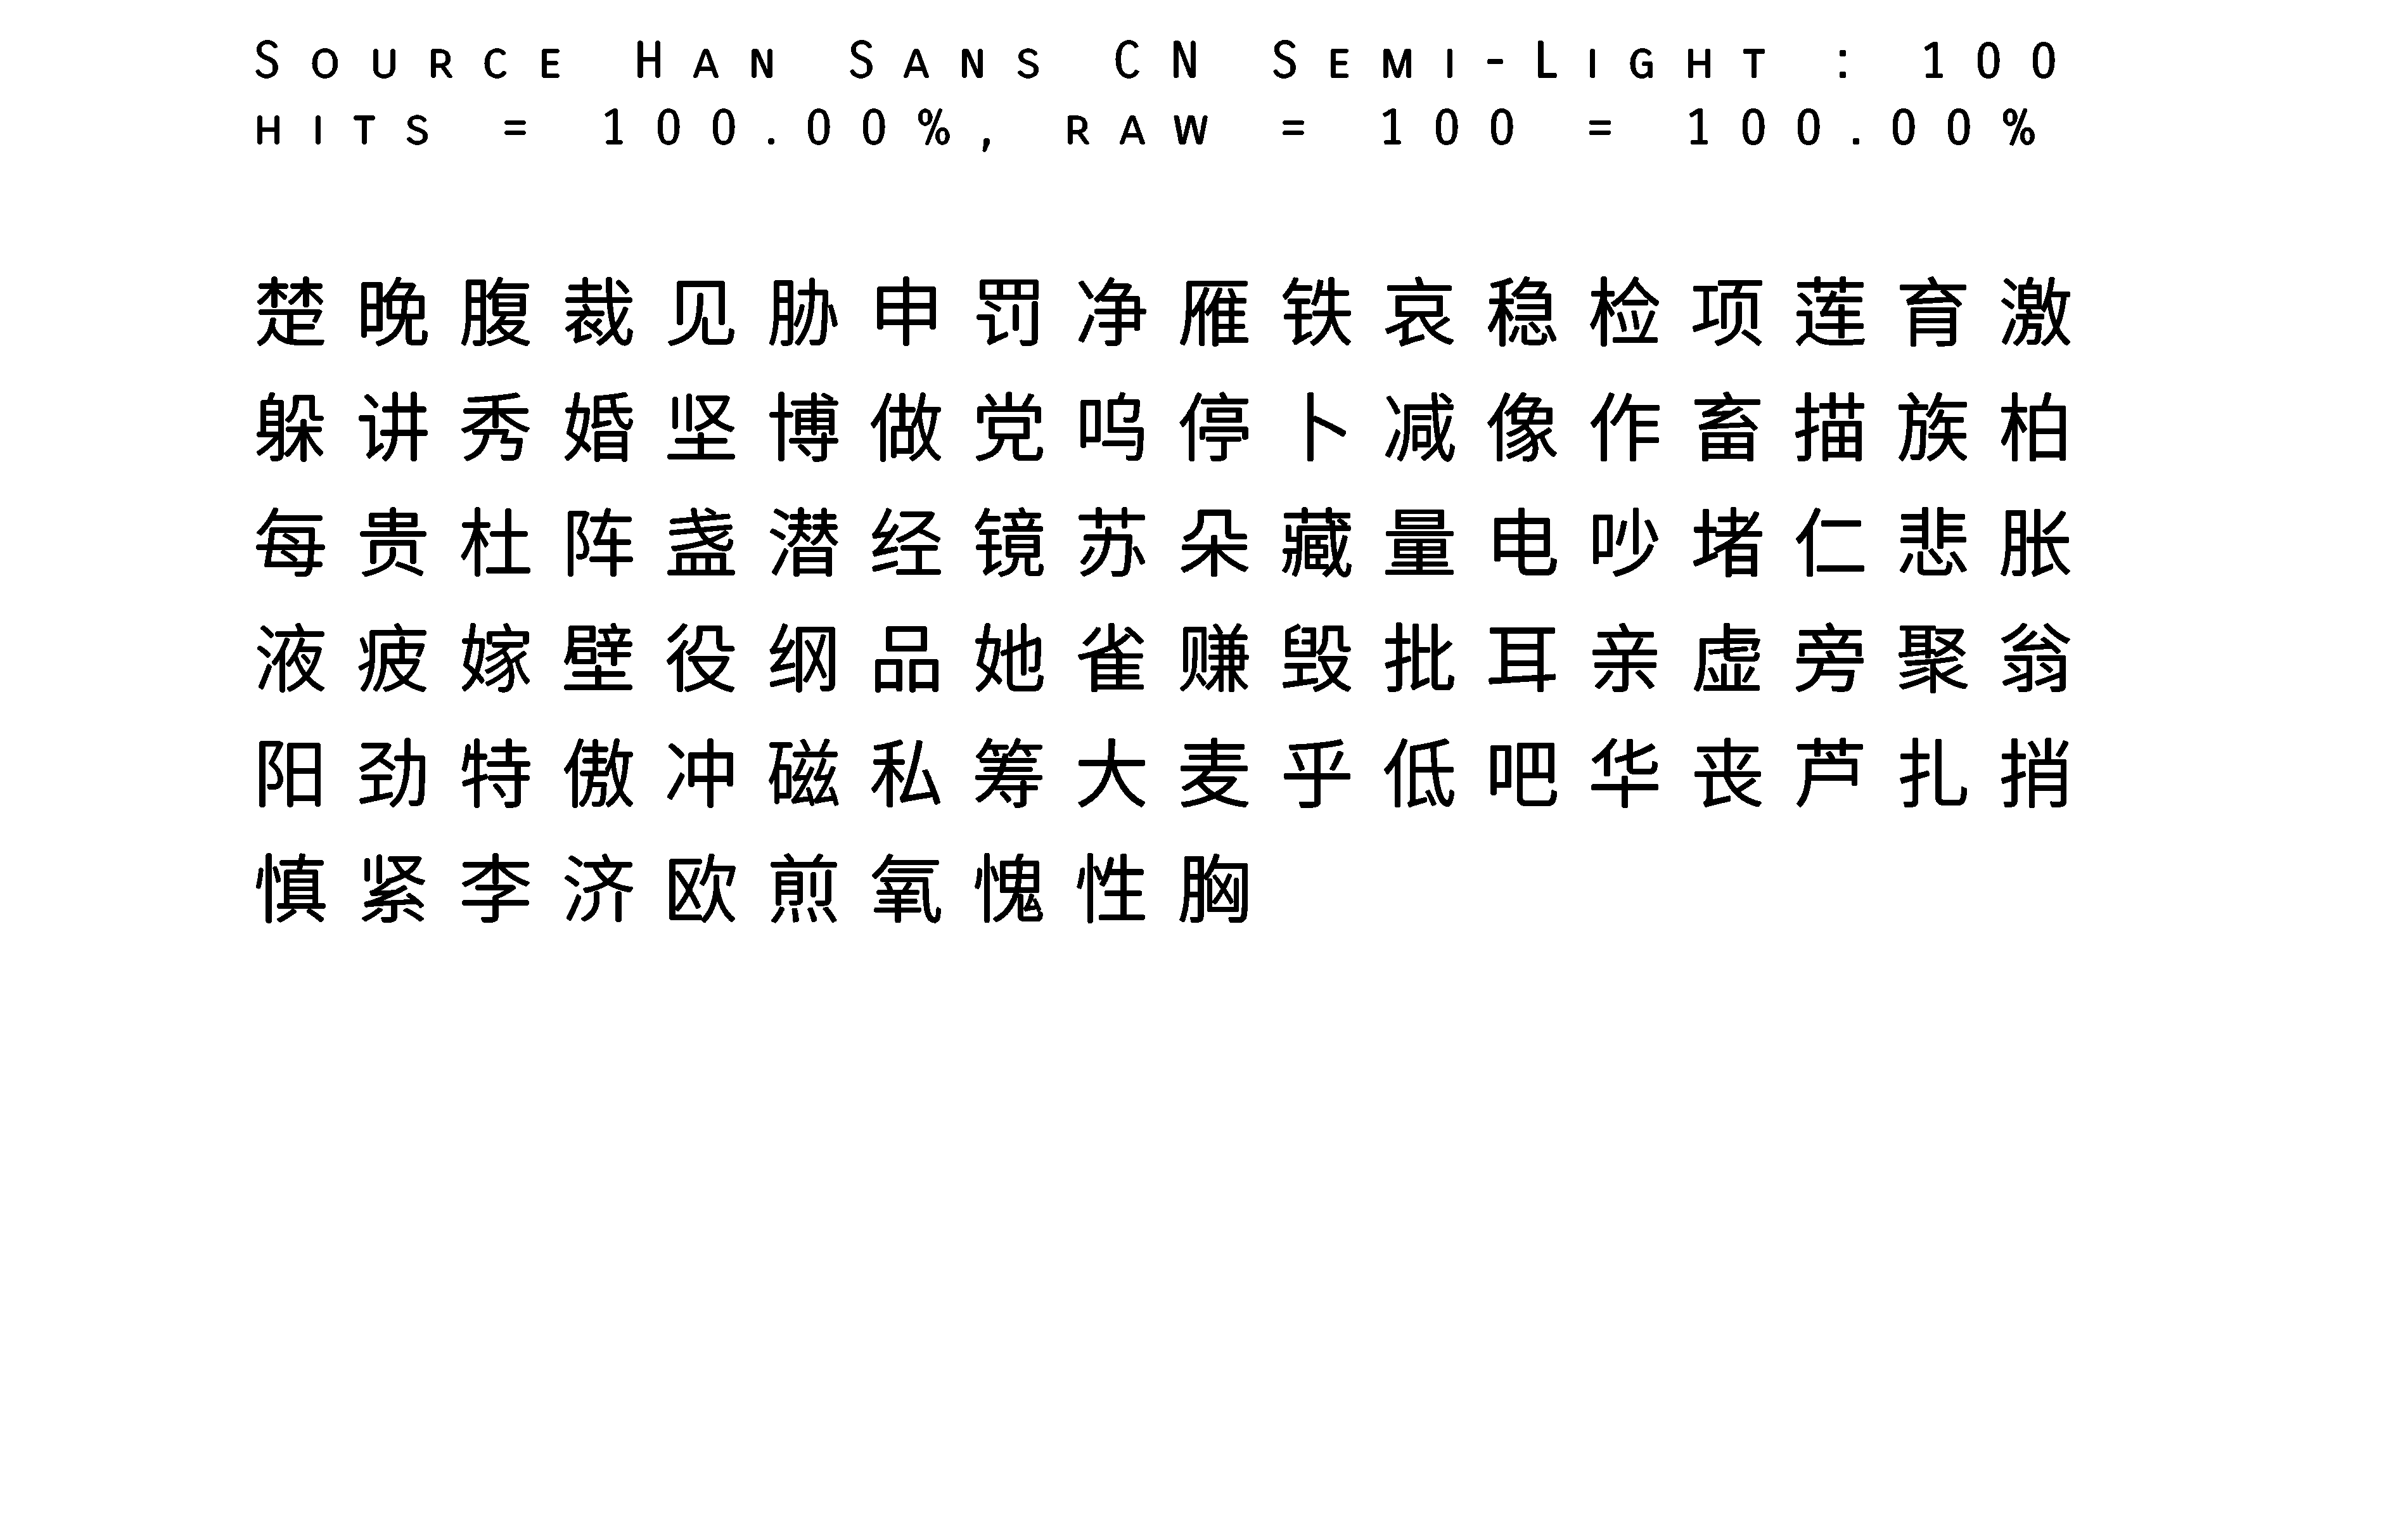 Source Han Sans CN Semi-Light : 100
hits = 100.00%, raw = 100 = 100.00%
楚晚腹裁见胁申罚净雁铁哀稳检项莲育激
躲讲秀婚坚博做党呜停卜减像作畜描族柏
每贵杜阵盏潜经镜苏朵藏量电吵堵仁悲胀
液疲嫁壁役纲品她雀赚毁批耳亲虚旁聚翁
阳劲特傲冲磁私筹大麦乎低吧华丧芦扎捎
慎紧李济欧煎氧愧性胸